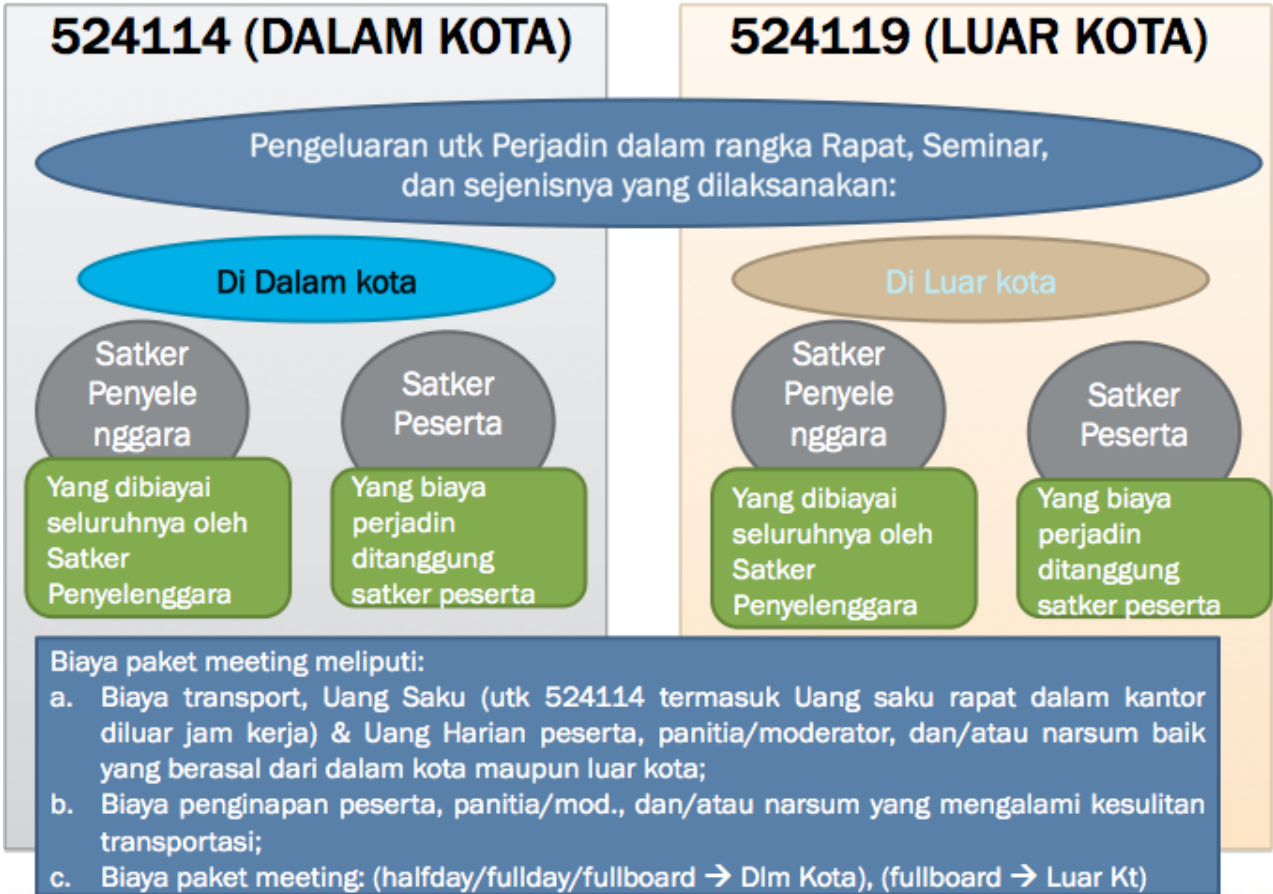 524114 (DALAM KOTA)
524119 (LUAR KOTA)
Pengeluaran utk Perjadin dalam rangka Rapat, Seminar,
dan sejenisnya yang dilaksanakan:
Di Dalam kota
Di Luar kota
Satker
Penyele
nggara
Satker
Peserta
Satker
Penyele
nggara
Satker
Peserta
Yang dibiayai
seluruhnya oleh
Satker
Penyelenggara
Yang biaya
perjadin
ditanggung
satker peserta
Yang dibiayai
seluruhnya oleh
Satker
Penyelenggara
Yang biaya
perjadin
ditanggung
satker peserta
Biaya paket meeting meliputi:
a. Biaya transport, Uang Saku (utk 524114 termasuk Uang saku rapat dalam kantor
diluar jam kerja) & Uang Harian peserta, panitia/moderator, dan/atau narsum baik
yang berasal dari dalam kota maupun luar kota;
b. Biaya penginapan peserta, panitia/mod., dan/atau narsum yang mengalami kesulitan
transportasi;
c. Biaya paket meeting: (halfday/fullday/fullboard → Dlm Kota), (fullboard → Luar Kt)